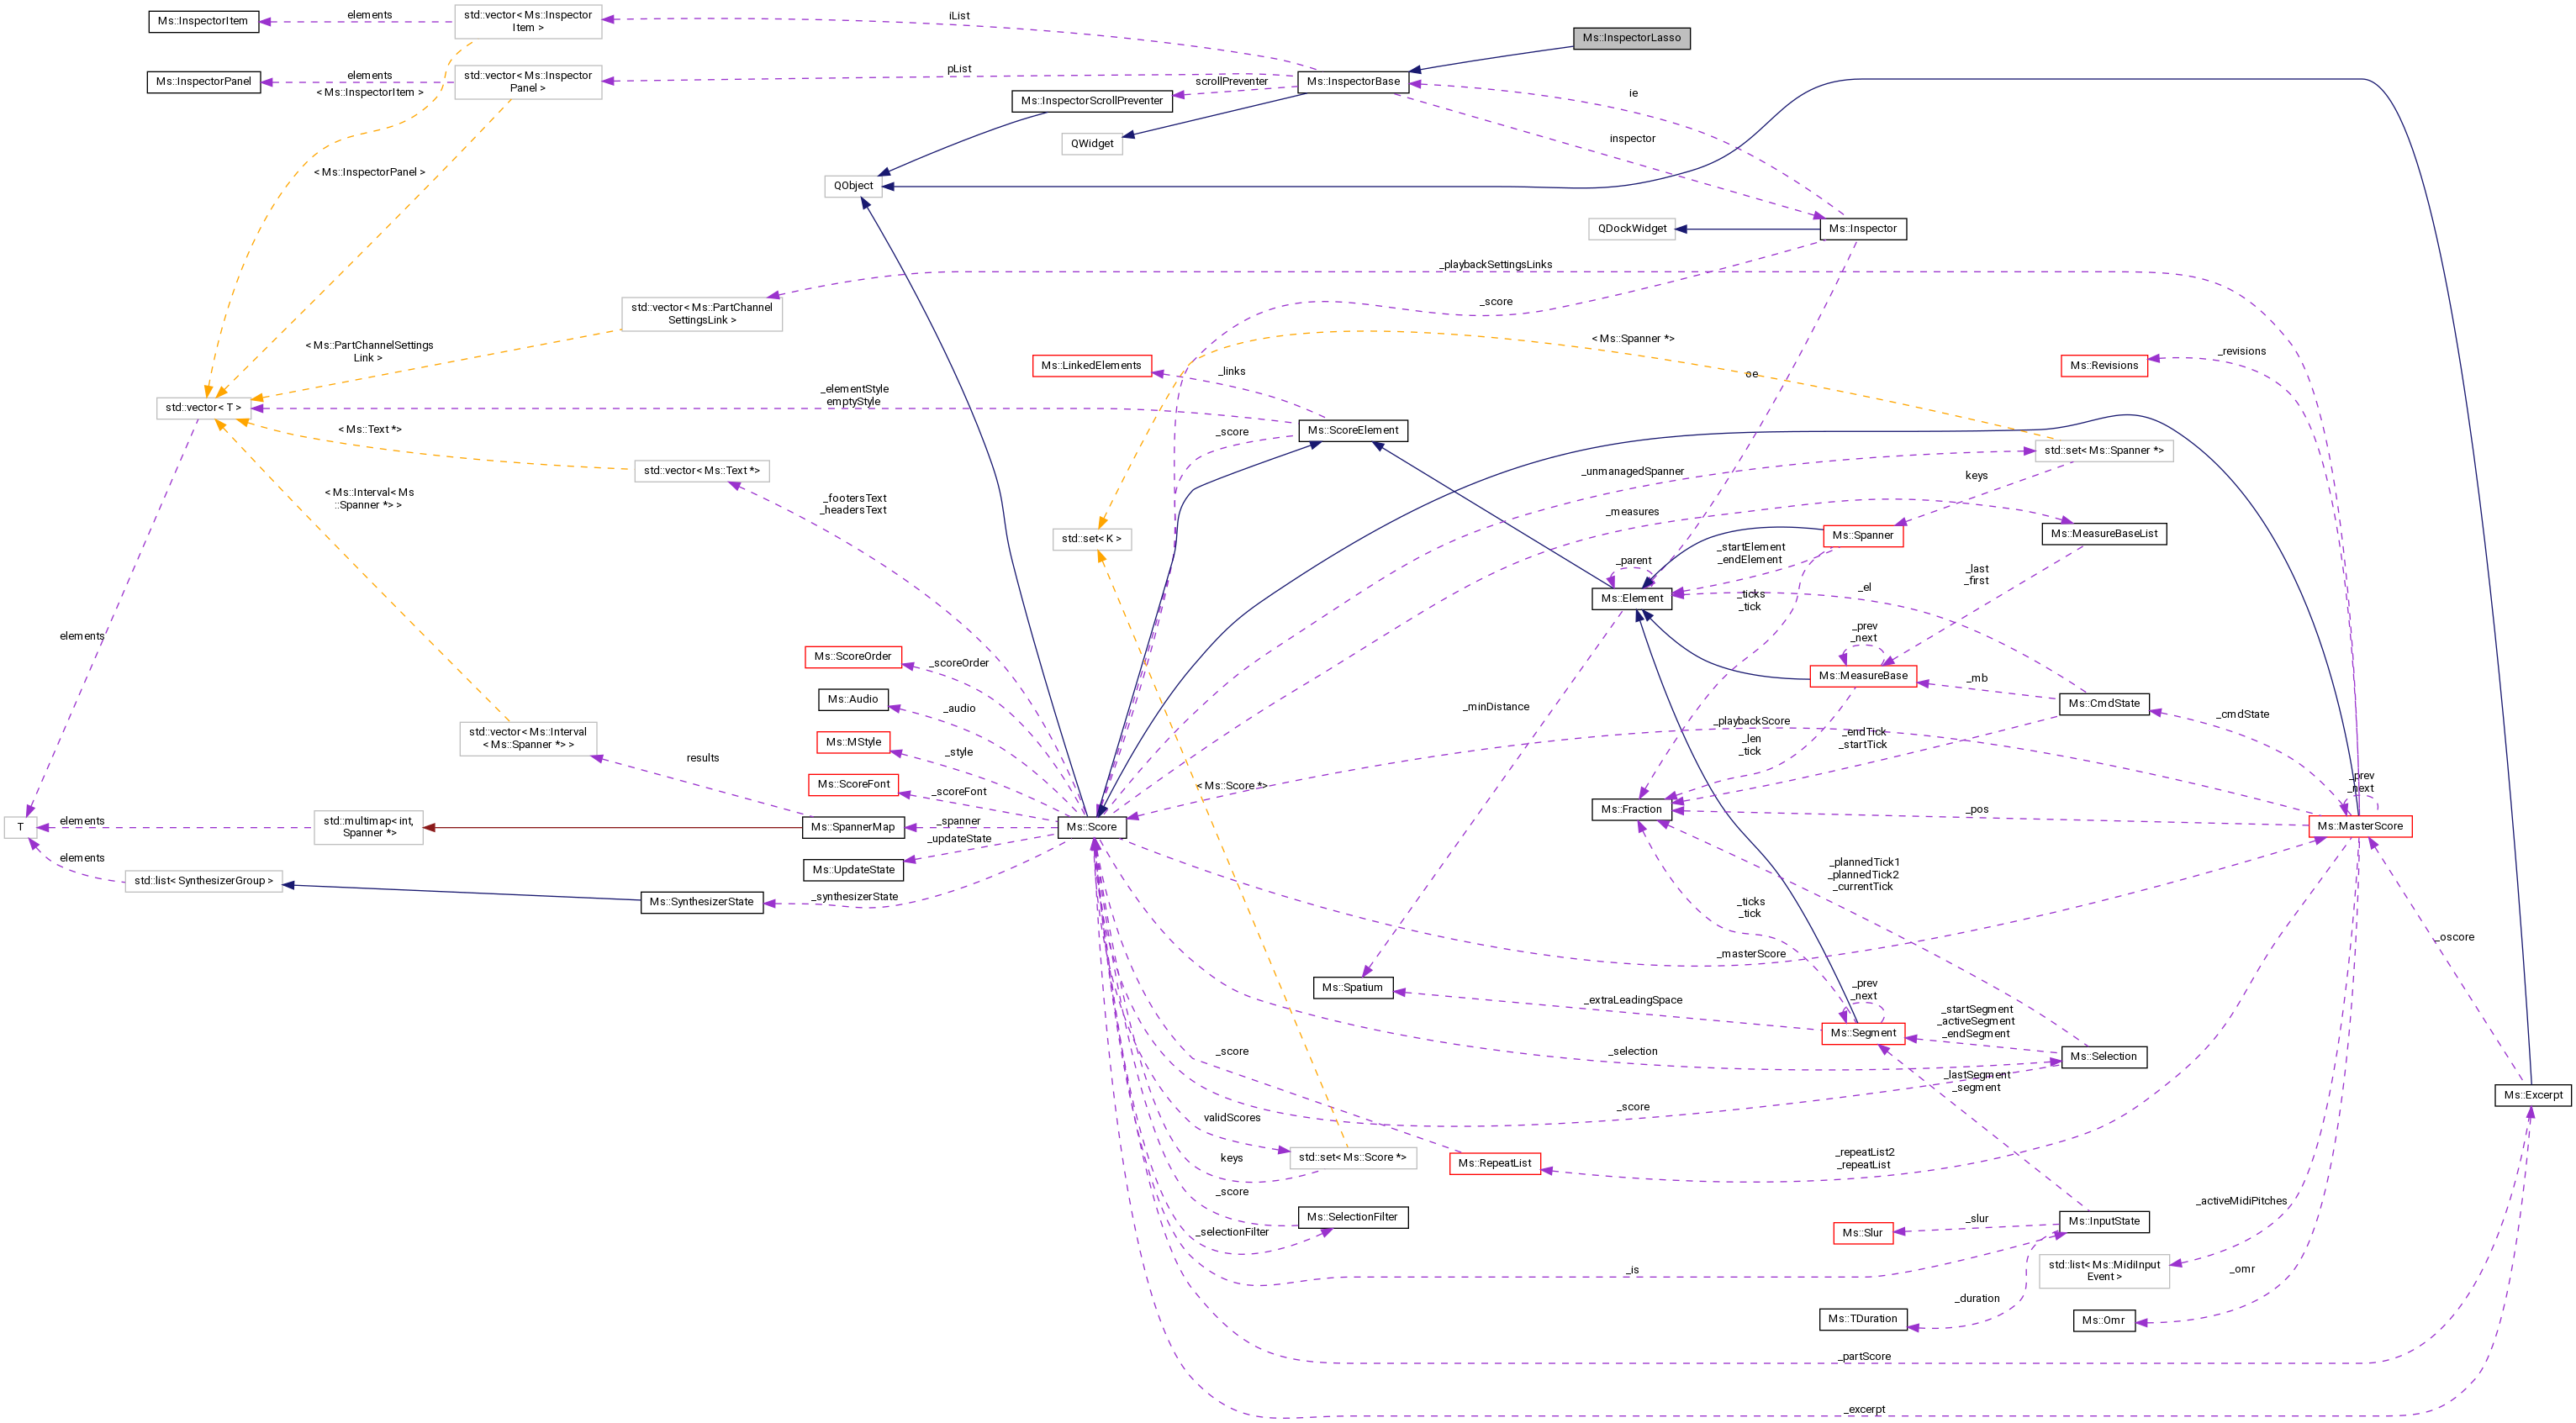 Ms::InspectorItem
elements
std::vector< Ms::Inspector
Item >
iList
Ms::InspectorLasso
Ms::InspectorPanel
elements
< Ms::InspectorItem >
std::vector< Ms::Inspector
Panel >
pList
scrollPreventer
Ms::InspectorBase
ie
Ms::InspectorScrollPreventer
QWidget
inspector
< Ms::InspectorPanel >
QObject
QDockWidget
Ms::Inspector
_playbackSettingsLinks
std::vector< Ms::PartChannel
SettingsLink >
_score
< Ms::PartChannelSettings
Link >
< Ms::Spanner *>
Ms::LinkedElements
_links
oe
Ms::Revisions
_revisions
std::vector< T >
_elementStyle
emptyStyle
< Ms::Text *>
_score
Ms::ScoreElement
std::set< Ms::Spanner *>
std::vector< Ms::Text *>
_unmanagedSpanner
keys
< Ms::Interval< Ms
::Spanner *> >
_footersText
_headersText
_measures
std::set< K >
Ms::Spanner
Ms::MeasureBaseList
_startElement
_endElement
_parent
_last
_first
Ms::Element
_ticks
_tick
_el
elements
Ms::ScoreOrder
_scoreOrder
_prev
_next
Ms::MeasureBase
_mb
Ms::Audio
_audio
_minDistance
Ms::CmdState
_cmdState
std::vector< Ms::Interval
< Ms::Spanner *> >
Ms::MStyle
_style
_playbackScore
_len
_tick
_endTick
_startTick
results
Ms::ScoreFont
_scoreFont
< Ms::Score *>
_prev
_next
Ms::Fraction
_pos
T
elements
std::multimap< int,
Spanner *>
Ms::SpannerMap
_spanner
Ms::Score
Ms::MasterScore
_updateState
elements
std::list< SynthesizerGroup >
Ms::UpdateState
_plannedTick1
_plannedTick2
_currentTick
Ms::SynthesizerState
_synthesizerState
_ticks
_tick
_oscore
_masterScore
Ms::Spatium
_extraLeadingSpace
_prev
_next
Ms::Segment
_startSegment
_activeSegment
_endSegment
_score
_selection
Ms::Selection
_lastSegment
_segment
Ms::Excerpt
_score
validScores
keys
std::set< Ms::Score *>
Ms::RepeatList
_repeatList2
_repeatList
_score
_selectionFilter
Ms::SelectionFilter
Ms::Slur
_slur
Ms::InputState
_activeMidiPitches
_is
std::list< Ms::MidiInput
Event >
_omr
_duration
Ms::TDuration
Ms::Omr
_partScore
_excerpt